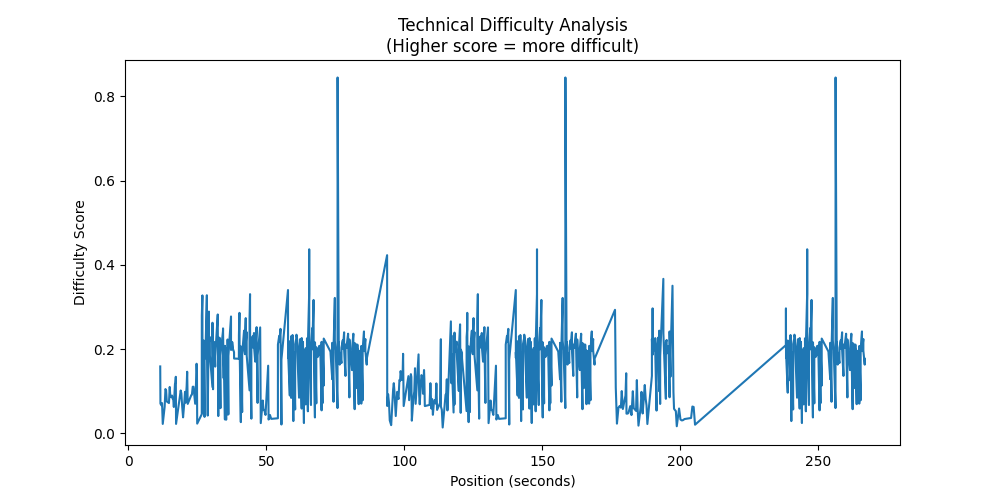 Technical Difficulty Analysis
(Higher score = more difficult)
Difficulty Score
0.8
0.6
0.4
0.2
0.0
0 50 100 150 200 250
Position (seconds)